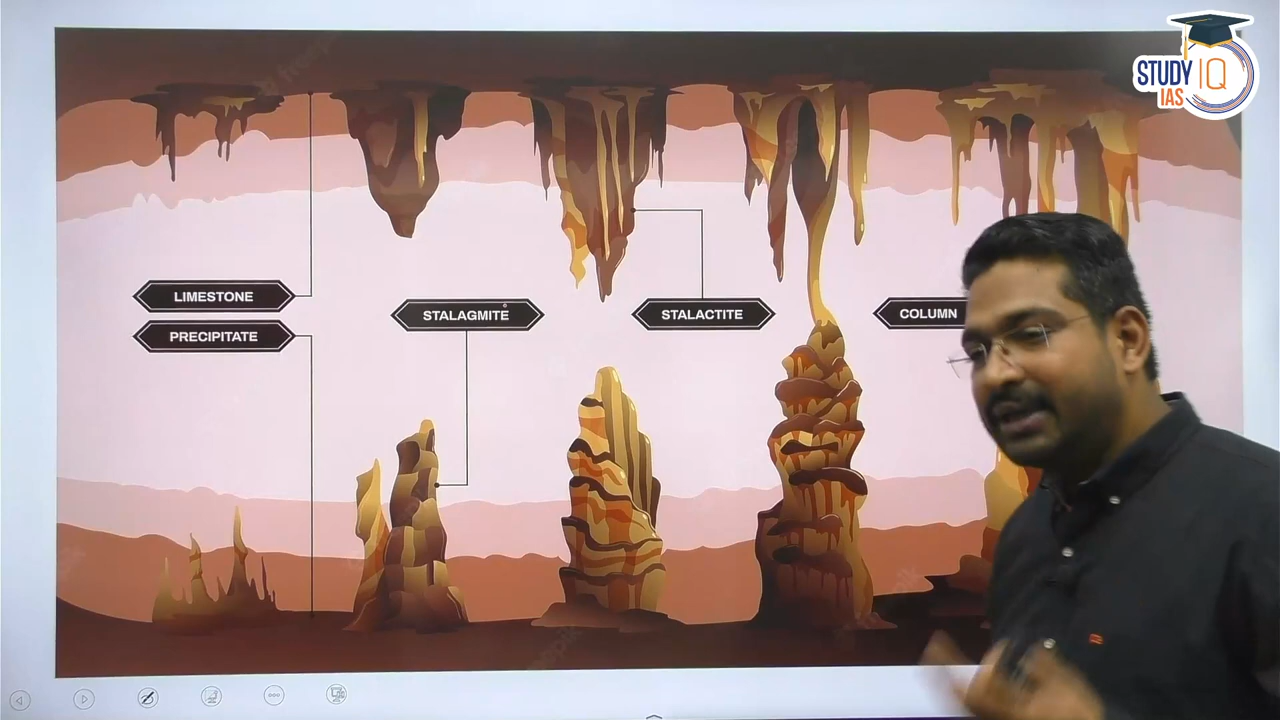 STUDY IQ
IAS
LIMESTONE
PRECIPITATE
STALAGMITE
STALACTITE
COLUMN